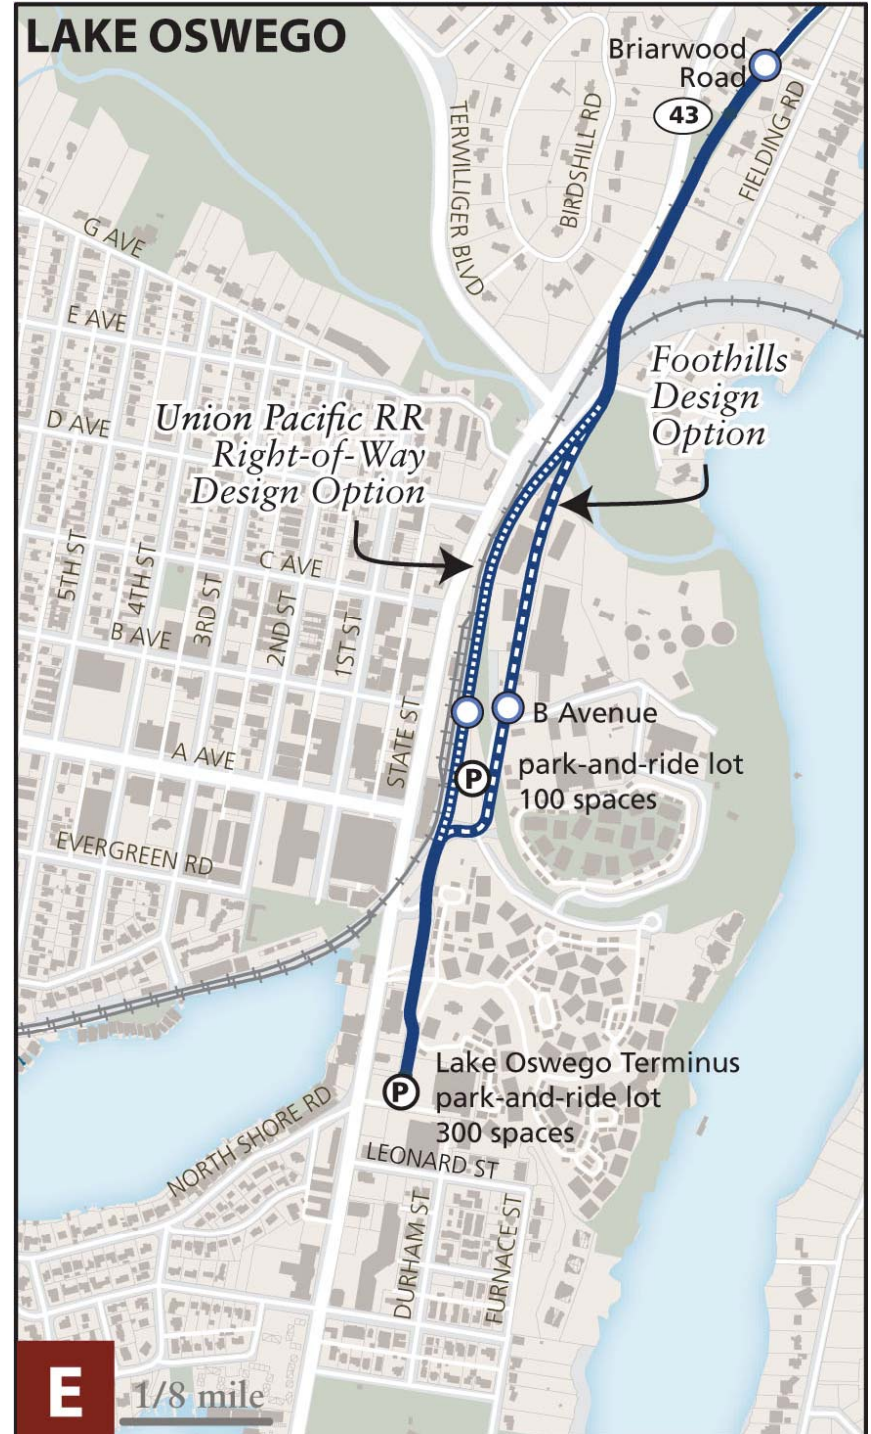 LAKE OSWEGO
Briarwood
Road
43
TERWILLIGER BLVD
BIRDSHILL RD
FIELDING RD
G AVE
E AVE
Foothills
Design
Option
D AVE
Union Pacific RR
Right-of-Way
Design Option
5TH ST
4TH ST
3RD ST
C AVE
2ND ST
1ST ST
B AVE
STATE ST
B Avenue
A AVE
P
park-and-ride lot
100 spaces
EVERGREEN RD
P
Lake Oswego Terminus
park-and-ride lot
300 spaces
NORTH SHORE RD
LEONARD ST
DURHAM ST
FURNACE ST
E
1/8 mile